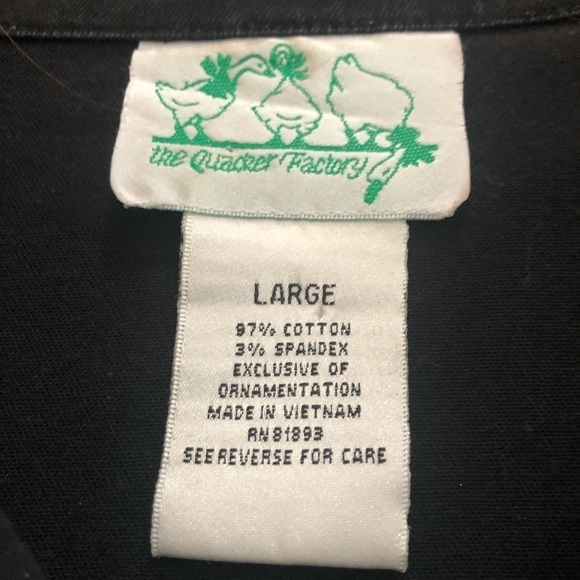 the Quacker Factory
LARGE
97% COTTON
3% SPANDEX
EXCLUSIVE OF
ORNAMENTATION
MADE IN VIETNAM
RN81893
SEE REVERSE FOR CARE